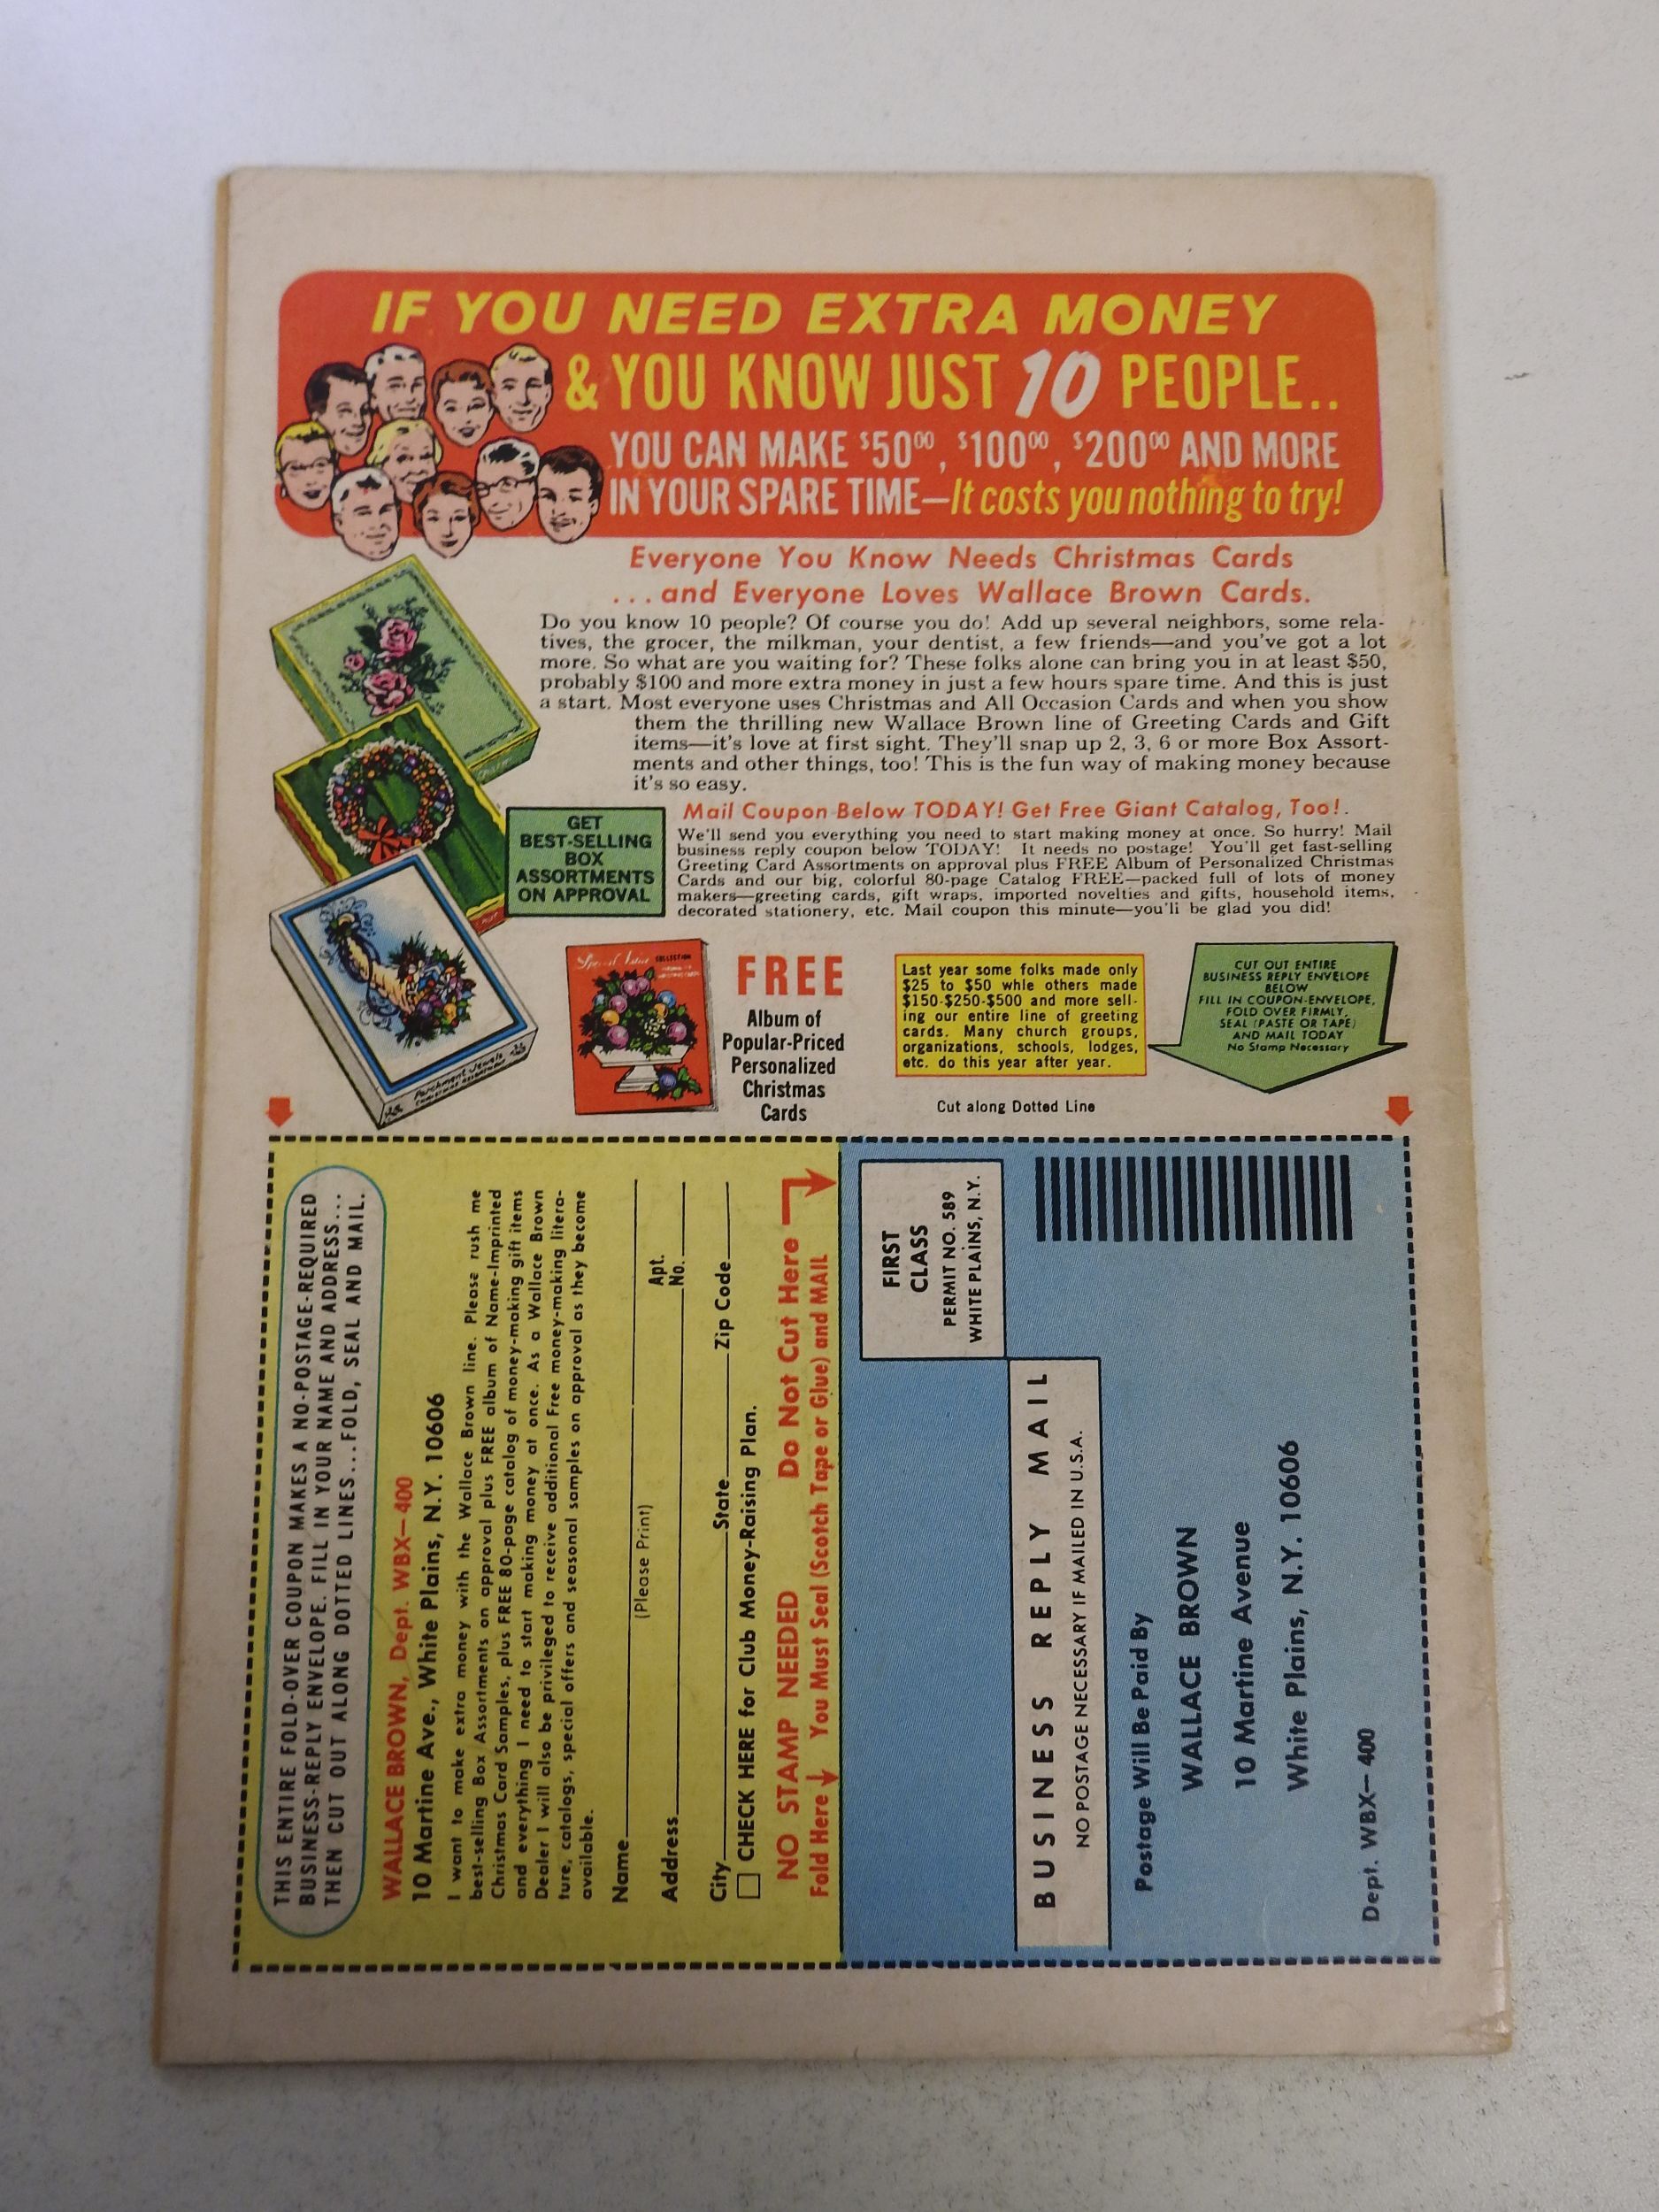 IF YOU NEED EXTRA MONEY
& YOU KNOW JUST 10 PEOPLE..
YOU CAN MAKE $50⁰⁰, $100⁰⁰, $200⁰⁰ AND MORE
IN YOUR SPARE TIME—It costs you nothing to try!
Everyone You Know Needs Christmas Cards
...and Everyone Loves Wallace Brown Cards.
Do you know 10 people? Of course you do! Add up several neighbors, some rela-
tives, the grocer, the milkman, your dentist, a few friends—and you've got a lot
more. So what are you waiting for? These folks alone can bring you in at least $50,
probably $100 and more extra money in just a few hours spare time. And this is just
a start. Most everyone uses Christmas and All Occasion Cards and when you show
them the thrilling new Wallace Brown line of Greeting Cards and Gift
items—it's love at first sight. They'll snap up 2, 3, 6 or more Box Assort-
ments and other things, too! This is the fun way of making money because
it's so easy.
GET
BEST-SELLING
BOX
ASSORTMENTS
ON APPROVAL
Mail Coupon Below TODAY! Get Free Giant Catalog, Too!.
We'll send you everything you need to start making money at once. So hurry! Mail
business reply coupon below TODAY! It needs no postage! You'll get fast-selling
Greeting Card Assortments on approval plus FREE Album of Personalized Christmas
Cards and our big, colorful 80-page Catalog FREE—packed full of lots of money
makers—greeting cards, gift wraps, imported novelties and gifts, household items,
decorated stationery, etc. Mail coupon this minute—you'll be glad you did!
Parchment Jewels
Special Value COLLECTION
FREE
Album of
Popular-Priced
Personalized
Christmas
Cards
Last year some folks made only
$25 to $50 whle others made
$150-$250-$500 and more sell-
ing our entire line of greeting
cards. Many church groups,
organizations, schools, lodges,
etc. do this year after year.
CUT OUT ENTIRE
BUSINESS REPLY ENVELOPE
BELOW
FILL IN COUPON-ENVELOPE,
FOLD OVER FIRMLY,
SEAL (PASTE OR TAPE)
AND MAIL TODAY
No Stamp Necessary
Cut along Dotted Line
THIS ENTIRE FOLD-OVER COUPON MAKES A NO-POSTAGE-REQUIRED
BUSINESS-REPLY ENVELOPE. FILL IN YOUR NAME AND ADDRESS...
THEN CUT OUT ALONG DOTTED LINES...FOLD, SEAL AND MAIL.
WALLACE BROWN, Dept. WBX—400
10 Martine Ave., White Plains, N.Y. 10606
I want to make extra money with the Wallace Brown line. Please rush me
best-selling Box Assortments on approval plus FREE album of Name-Imprinted
Christmas Card Samples, plus FREE 80-page catalog of money-making gift items
and everything I need to start making money at once. As a Wallace Brown
Dealer I will also be privileged to receive additional Free money-making litera-
ture, catalogs, special offers and seasonal samples on approval as they become
available.
Name
(Please Print)
Address Apt. No.
City State Zip Code
CHECK HERE for Club Money-Raising Plan.
NO STAMP NEEDED Do Not Cut Here
Fold Here You Must Seal (Scotch Tape or Glue) and MAIL
FIRST
CLASS
PERMIT NO. 589
WHITE PLAINS, N.Y.
BUSINESS REPLY MAIL
NO POSTAGE NECESSARY IF MAILED IN U.S.A.
Postage Will Be Paid By
WALLACE BROWN
10 Martine Avenue
White Plains, N.Y. 10606
Dept. WBX—400